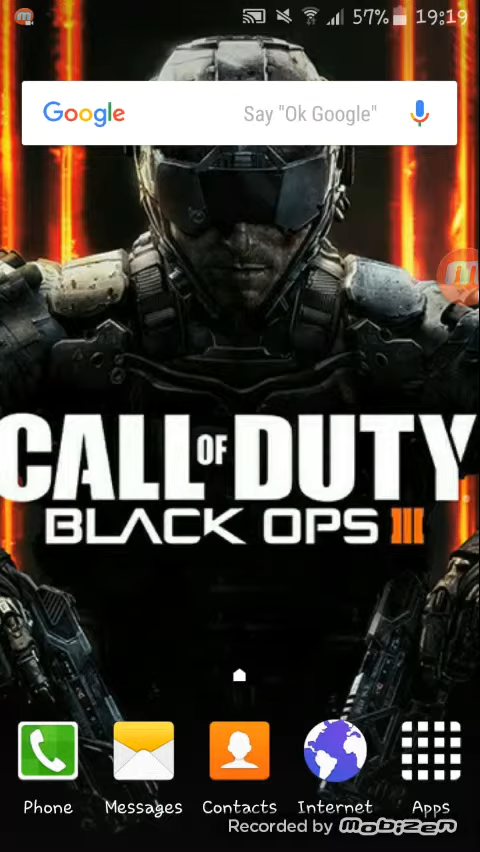 57% 19:19
Google Say "Ok Google"
CALL OF DUTY®
BLACK OPS III
Phone Messages Contacts Internet Apps
Recorded by Mobizen